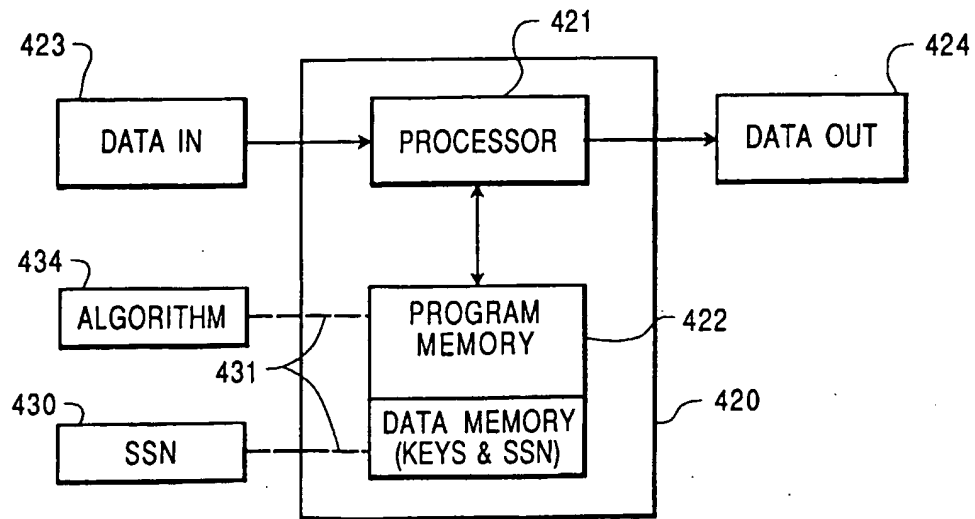 423
421
424
DATA IN
PROCESSOR
DATA OUT
434
ALGORITHM
PROGRAM
MEMORY
422
431
430
SSN
DATA MEMORY
(KEYS & SSN)
420